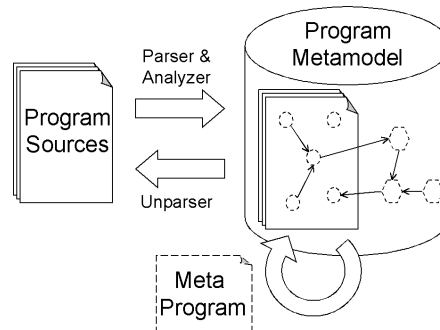 Parser &
Analyzer
Program
Metamodel
Program
Sources
Unparser
Meta
Program